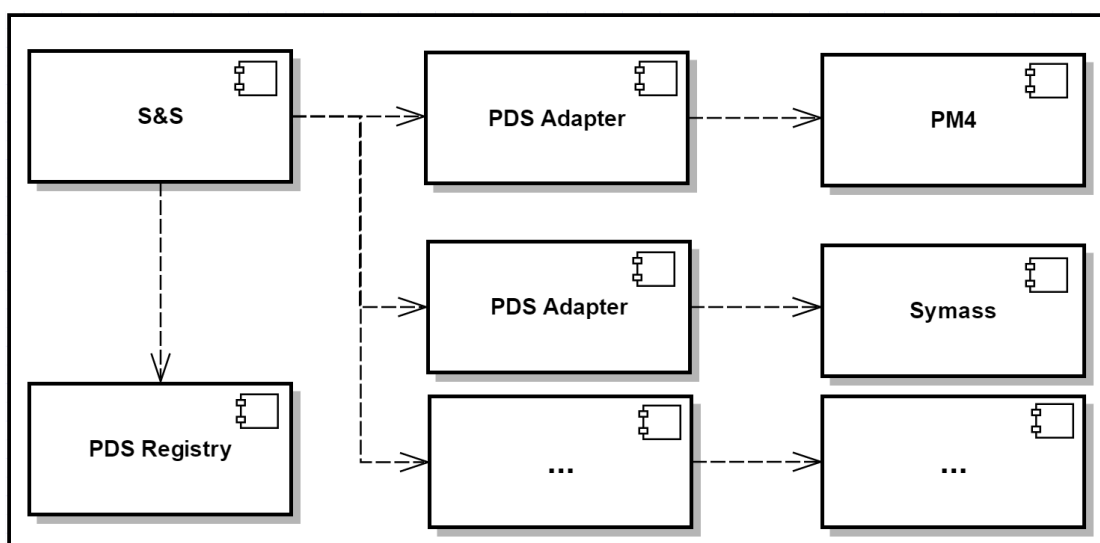 S&S
PDS Adapter
PM4
PDS Adapter
Symass
PDS Registry
...
...